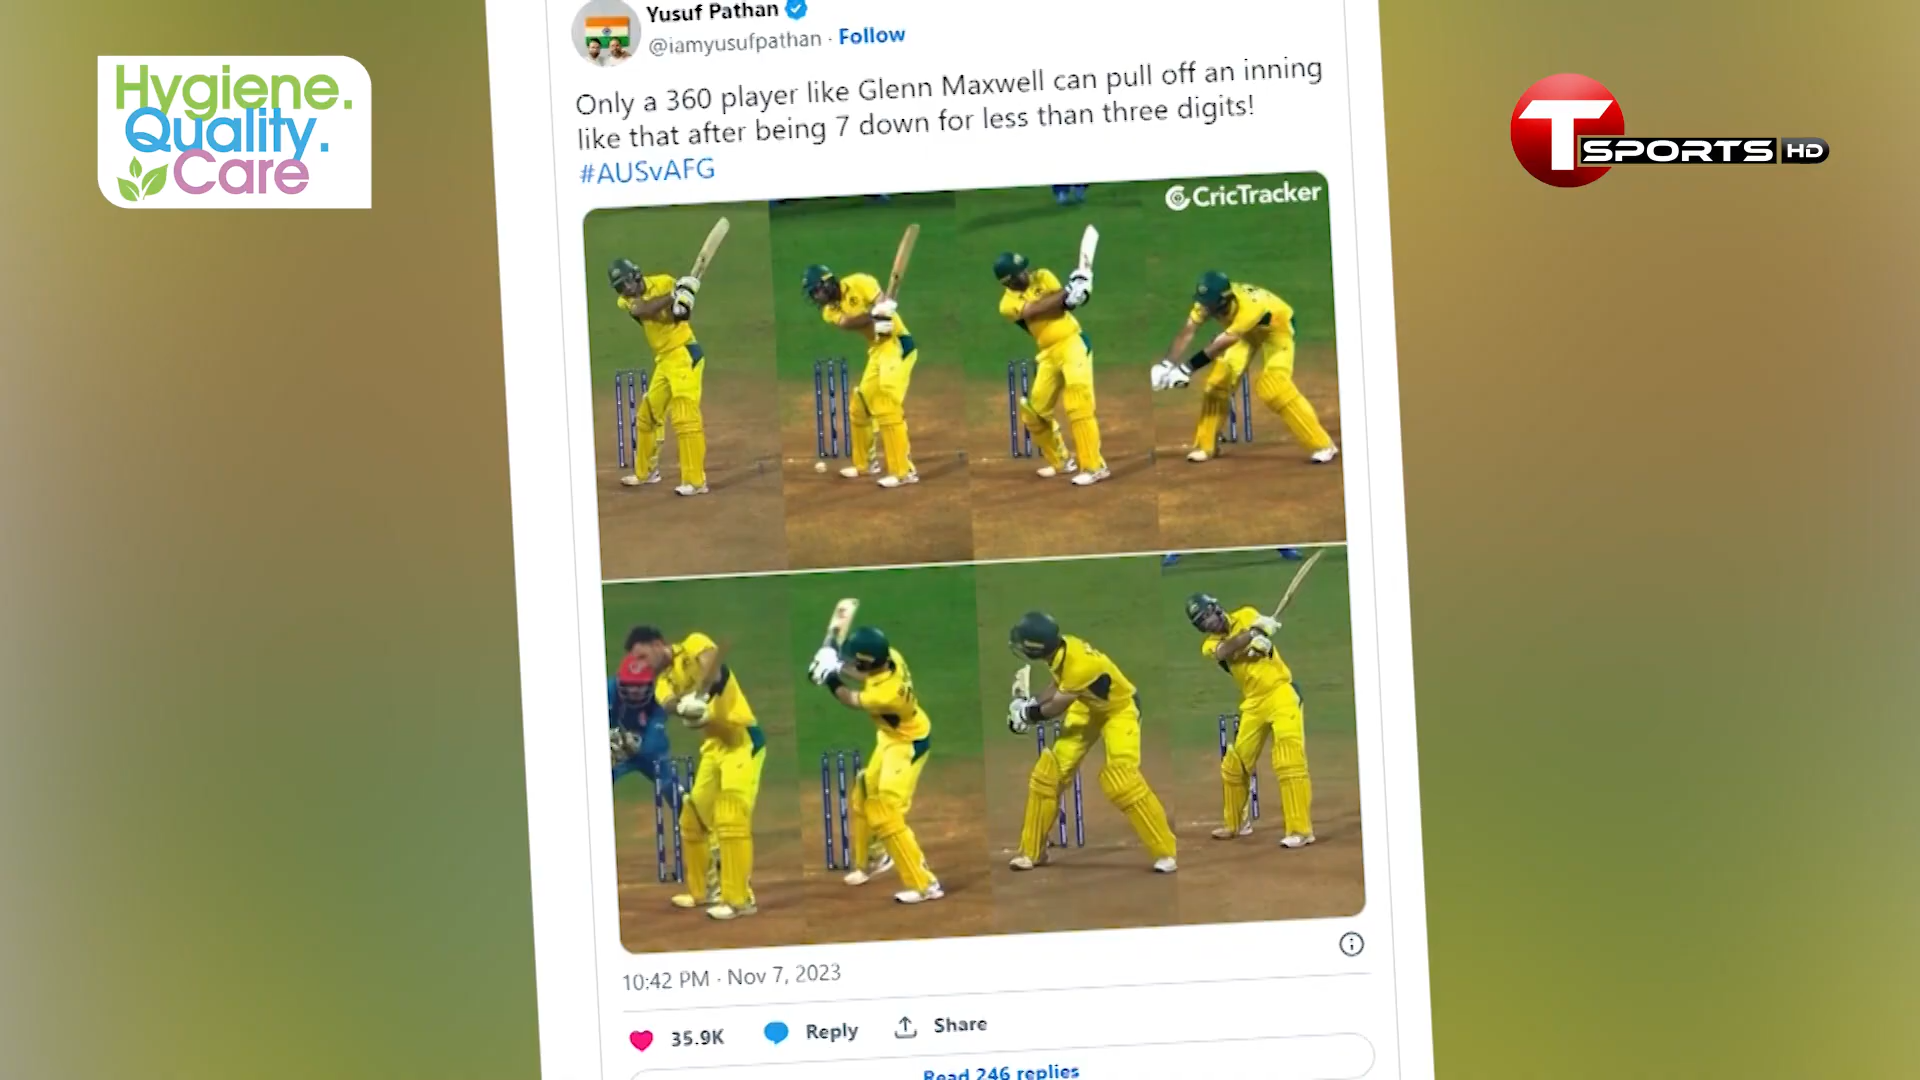 Hygiene.
Quality.
Care
Yusuf Pathan
@iamyusufpathan · Follow
Only a 360 player like Glenn Maxwell can pull off an inning
like that after being 7 down for less than three digits!
#AUSvAFG
CricTracker
10:42 PM · Nov 7, 2023
35.9K Reply Share
Read 246 replies
T SPORTS HD